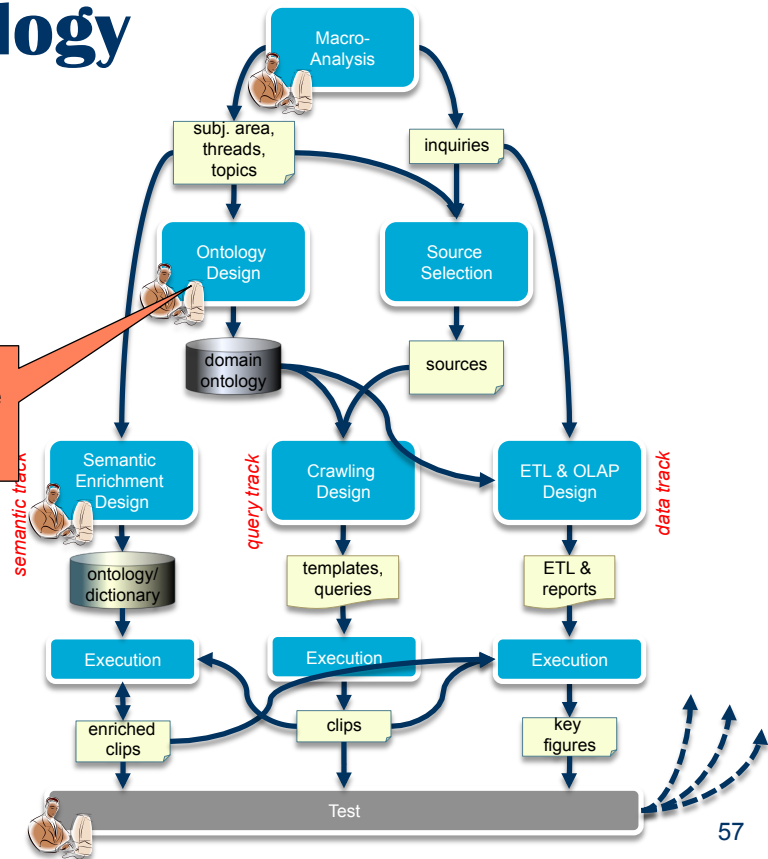 logy
Macro-
Analysis
subj. area,
threads,
topics
inquiries
Ontology
Design
Source
Selection
domain
ontology
sources
Semantic
Enrichment
Design
Crawling
Design
ETL & OLAP
Design
semantic track
query track
data track
ontology/
dictionary
templates,
queries
ETL &
reports
Execution
Execution
Execution
enriched
clips
clips
key
figures
Test
57